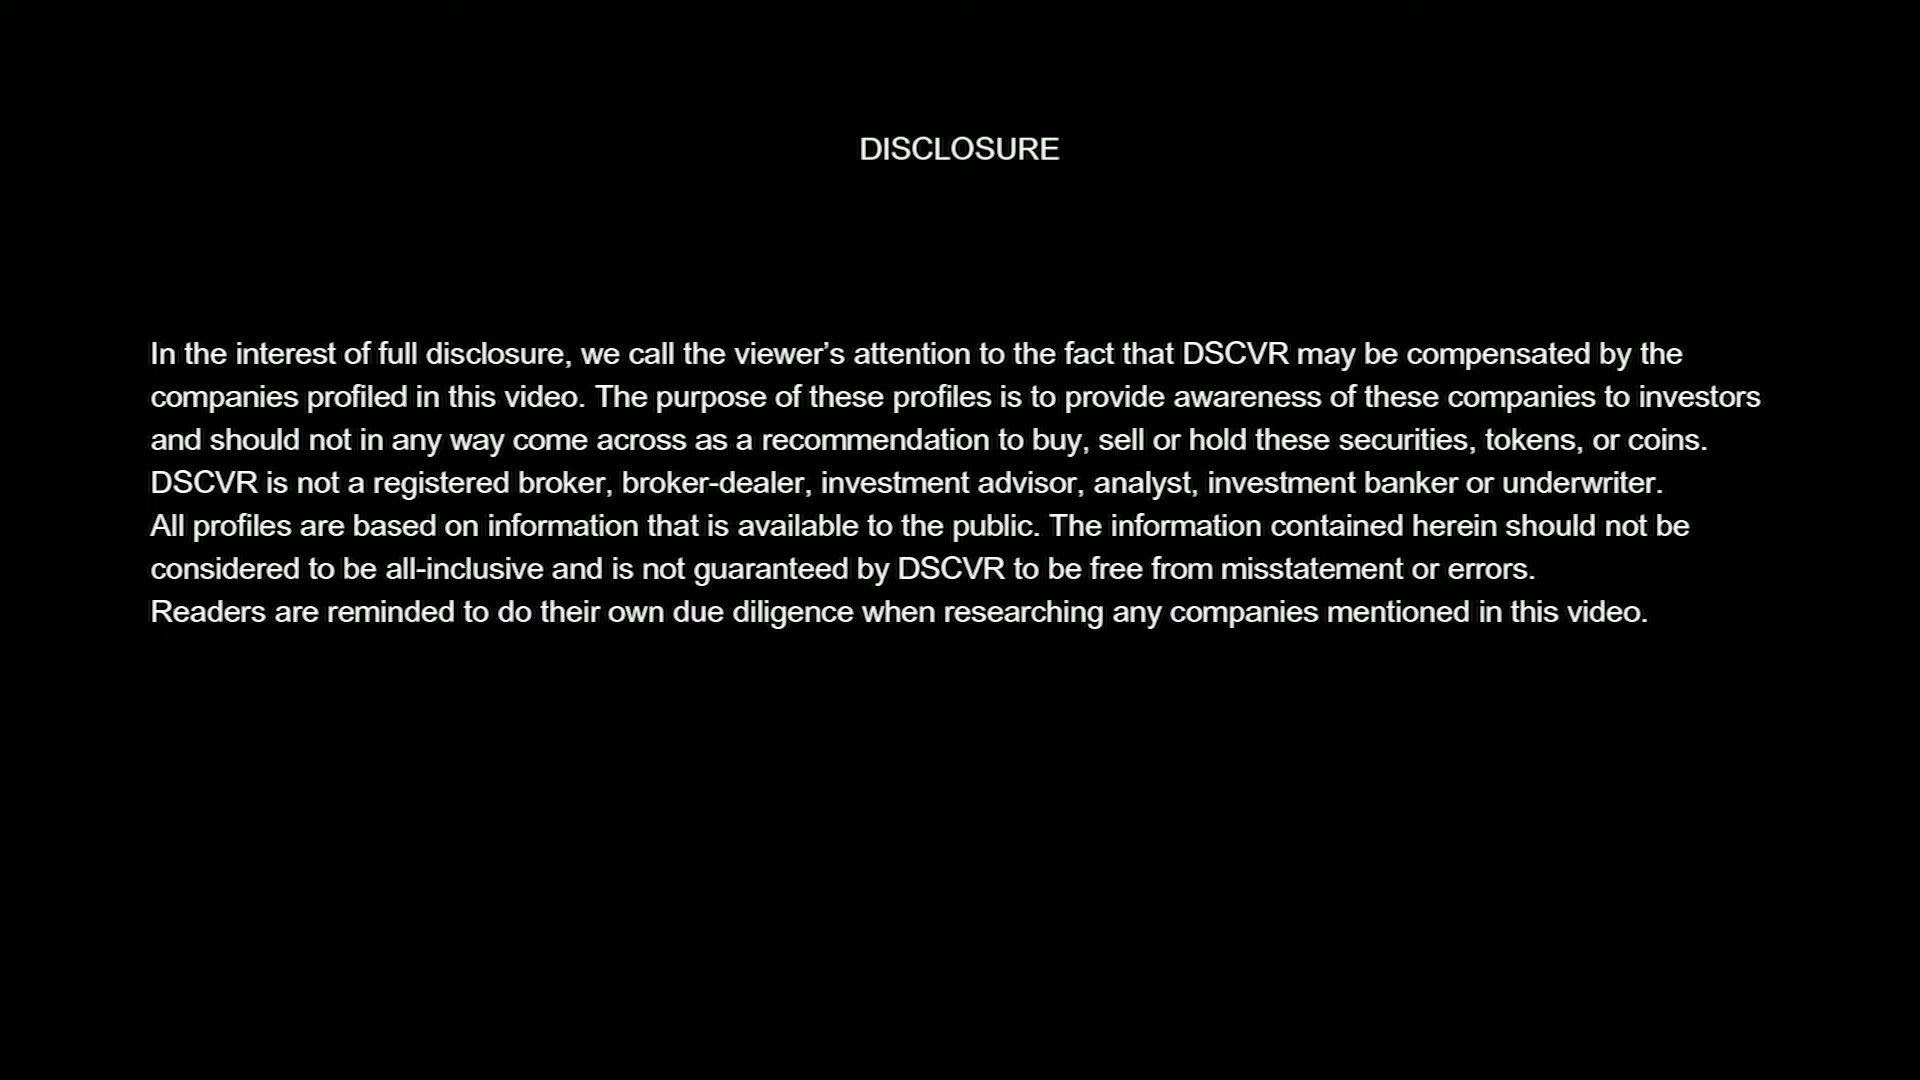 DISCLOSURE
In the interest of full disclosure, we call the viewer’s attention to the fact that DSCVR may be compensated by the
companies profiled in this video. The purpose of these profiles is to provide awareness of these companies to investors
and should not in any way come across as a recommendation to buy, sell or hold these securities, tokens, or coins.
DSCVR is not a registered broker, broker-dealer, investment advisor, analyst, investment banker or underwriter.
All profiles are based on information that is available to the public. The information contained herein should not be
considered to be all-inclusive and is not guaranteed by DSCVR to be free from misstatement or errors.
Readers are reminded to do their own due diligence when researching any companies mentioned in this video.